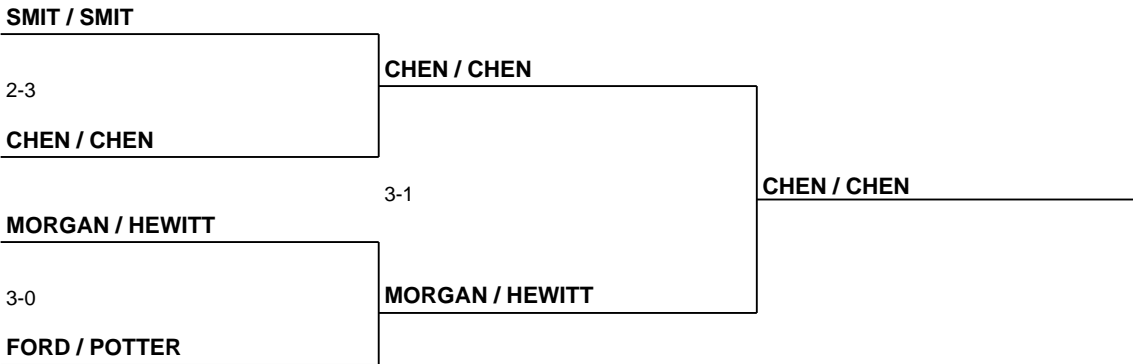 SMIT / SMIT
CHEN / CHEN
2-3
CHEN / CHEN
3-1
CHEN / CHEN
MORGAN / HEWITT
3-0
MORGAN / HEWITT
FORD / POTTER